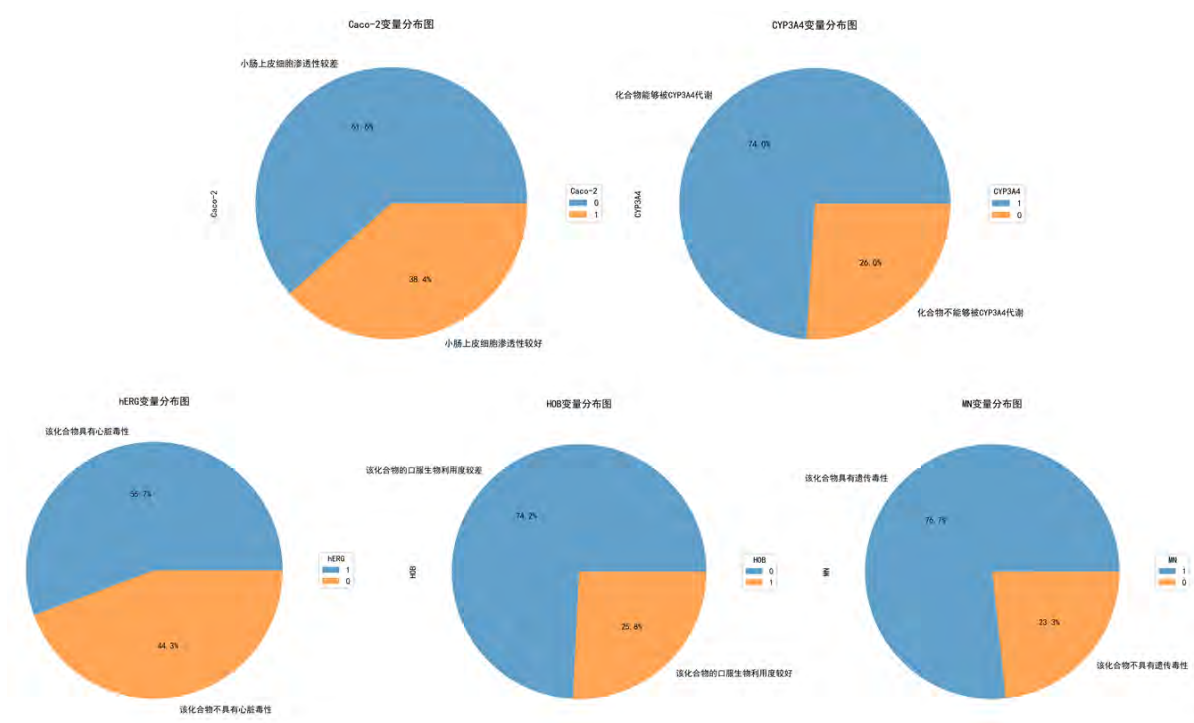 Caco-2变量分布图
CYP3A4变量分布图
小肠上皮细胞渗透性较差
化合物能够被CYP3A4代谢
61.6%
74.0%
Caco-2
Caco-2
0
1
CYP3A4
CYP3A4
1
0
38.4%
26.0%
小肠上皮细胞渗透性较好
化合物不能够被CYP3A4代谢
hERG变量分布图
HOB变量分布图
MN变量分布图
该化合物具有心脏毒性
该化合物的口服生物利用度较差
该化合物具有遗传毒性
55.7%
74.2%
76.7%
hERG
1
0
HOB
HOB
0
1
MN
MN
1
0
44.3%
25.8%
23.3%
该化合物不具有心脏毒性
该化合物的口服生物利用度较好
该化合物不具有遗传毒性